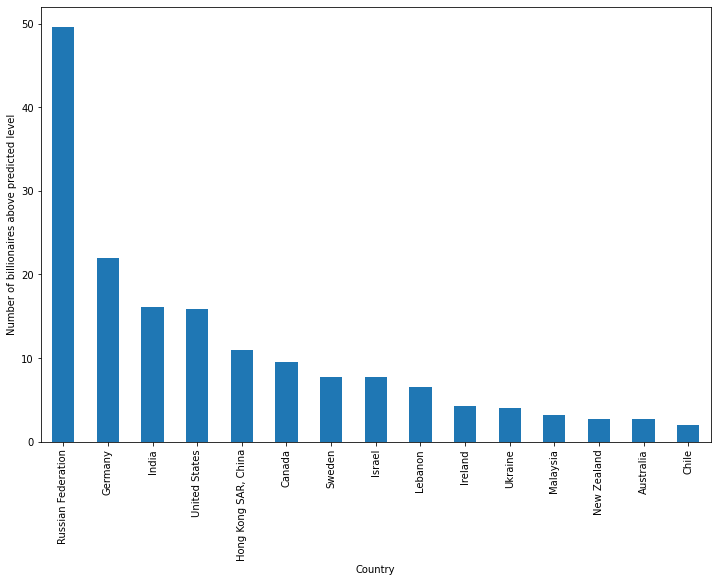 Number of billionaires above predicted level
50
40
30
20
10
0
Russian Federation
Germany
India
United States
Hong Kong SAR, China
Canada
Sweden
Israel
Lebanon
Ireland
Ukraine
Malaysia
New Zealand
Australia
Chile
Country